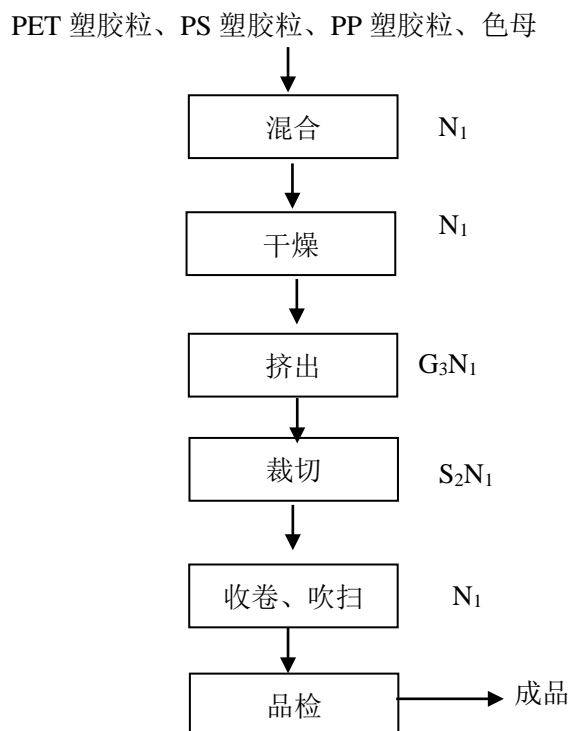 PET 塑胶粒、PS 塑胶粒、PP 塑胶粒、色母
混合 N₁
干燥 N₁
挤出 G₃N₁
裁切 S₂N₁
收卷、吹扫 N₁
品检 成品